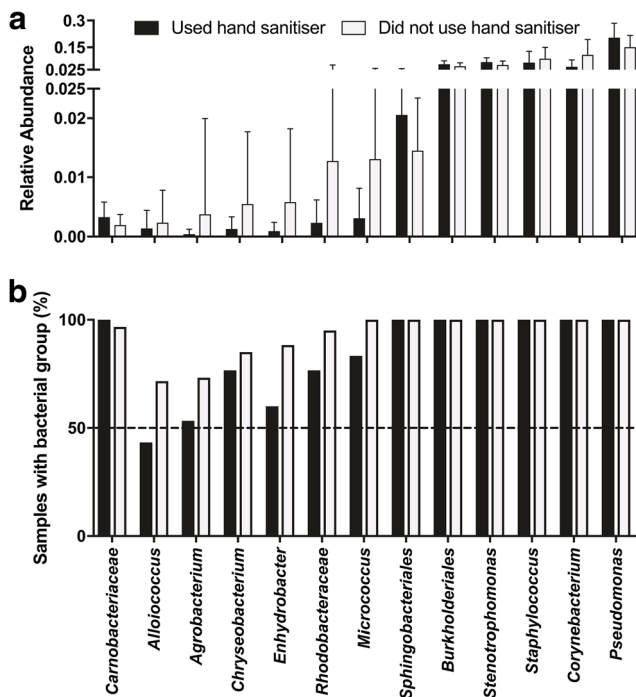 a
Used hand sanitiser
Did not use hand sanitiser
Relative Abundance
0.3
0.15
0.025
0.025
0.02
0.01
0.00
b
Samples with bacterial group (%)
100
50
0
Carnobacteriaceae
Alloiococcus
Agrobacterium
Chryseobacterium
Enhydrobacter
Rhodobacteraceae
Micrococcus
Sphingobacteriales
Burkholderiales
Stenotrophomonas
Staphylococcus
Corynebacterium
Pseudomonas